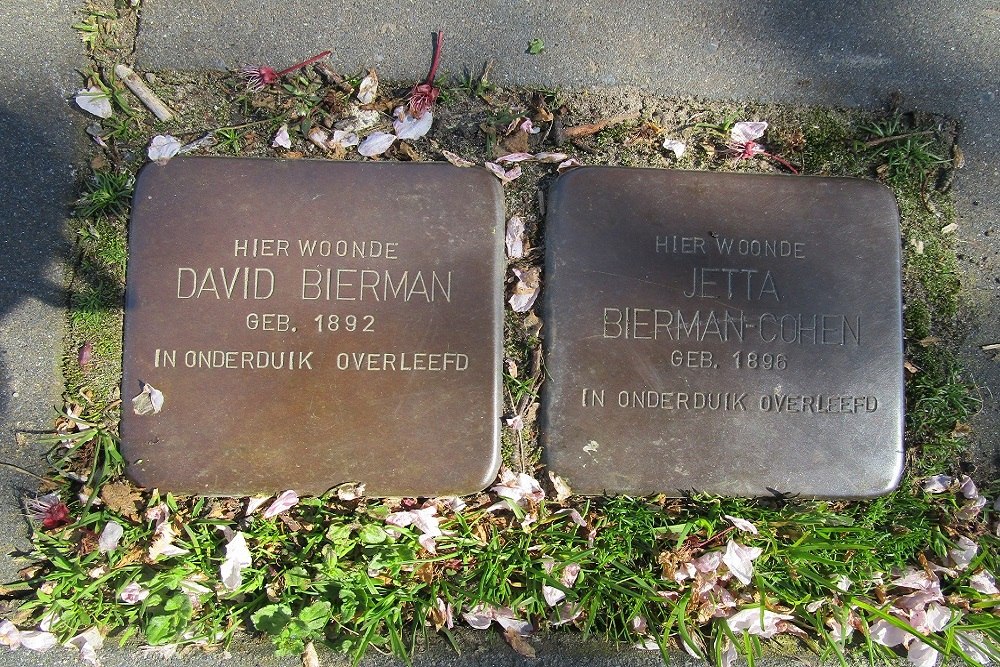 HIER WOONDE
DAVID BIERMAN
GEB. 1892
IN ONDERDUIK OVERLEEFD
HIER WOONDE
JETTA
BIERMAN-COHEN
GEB. 1896
IN ONDERDUIK OVERLEEFD